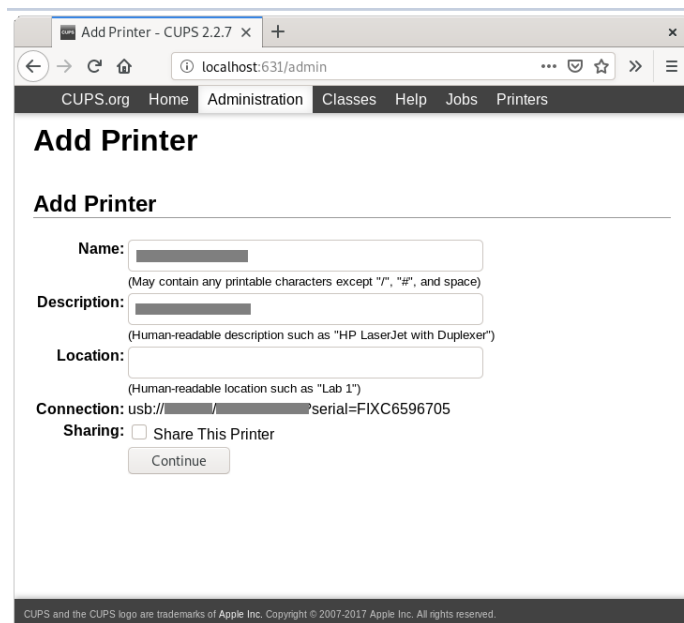 CUPS Add Printer - CUPS 2.2.7
localhost:631/admin
CUPS.org Home Administration Classes Help Jobs Printers
Add Printer
Add Printer
Name:
(May contain any printable characters except "/", "#", and space)
Description:
(Human-readable description such as "HP LaserJet with Duplexer")
Location:
(Human-readable location such as "Lab 1")
Connection: usb:// / ?serial=FIXC6596705
Sharing: Share This Printer
Continue
CUPS and the CUPS logo are trademarks of Apple Inc. Copyright © 2007-2017 Apple Inc. All rights reserved.